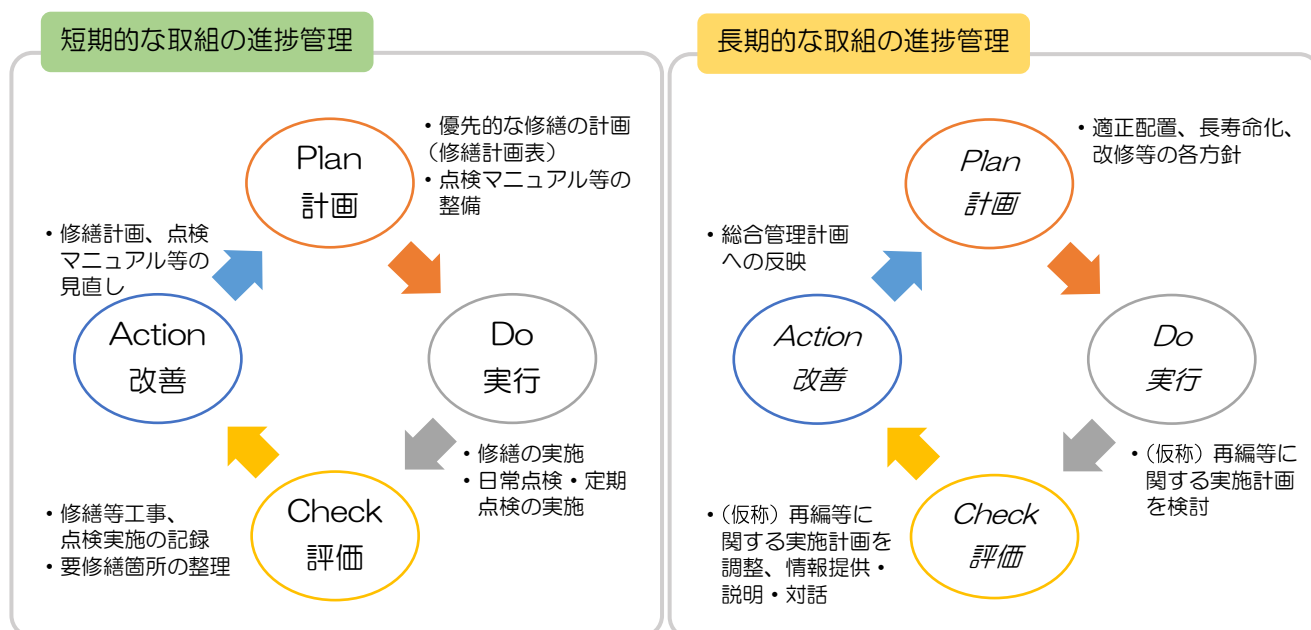 短期的な取組の進捗管理
Plan
計画
・優先的な修繕の計画
（修繕計画表）
・点検マニュアル等の
整備
Do
実行
・修繕の実施
・日常点検・定期
点検の実施
Check
評価
・修繕等工事、
点検実施の記録
・要修繕箇所の整理
Action
改善
・修繕計画、点検
マニュアル等の
見直し
長期的な取組の進捗管理
Plan
計画
・適正配置、長寿命化、
改修等の各方針
Do
実行
・（仮称）再編等に
関する実施計画
を検討
Check
評価
・（仮称）再編等に
関する実施計画を
調整、情報提供・
説明・対話
Action
改善
・総合管理計画
への反映